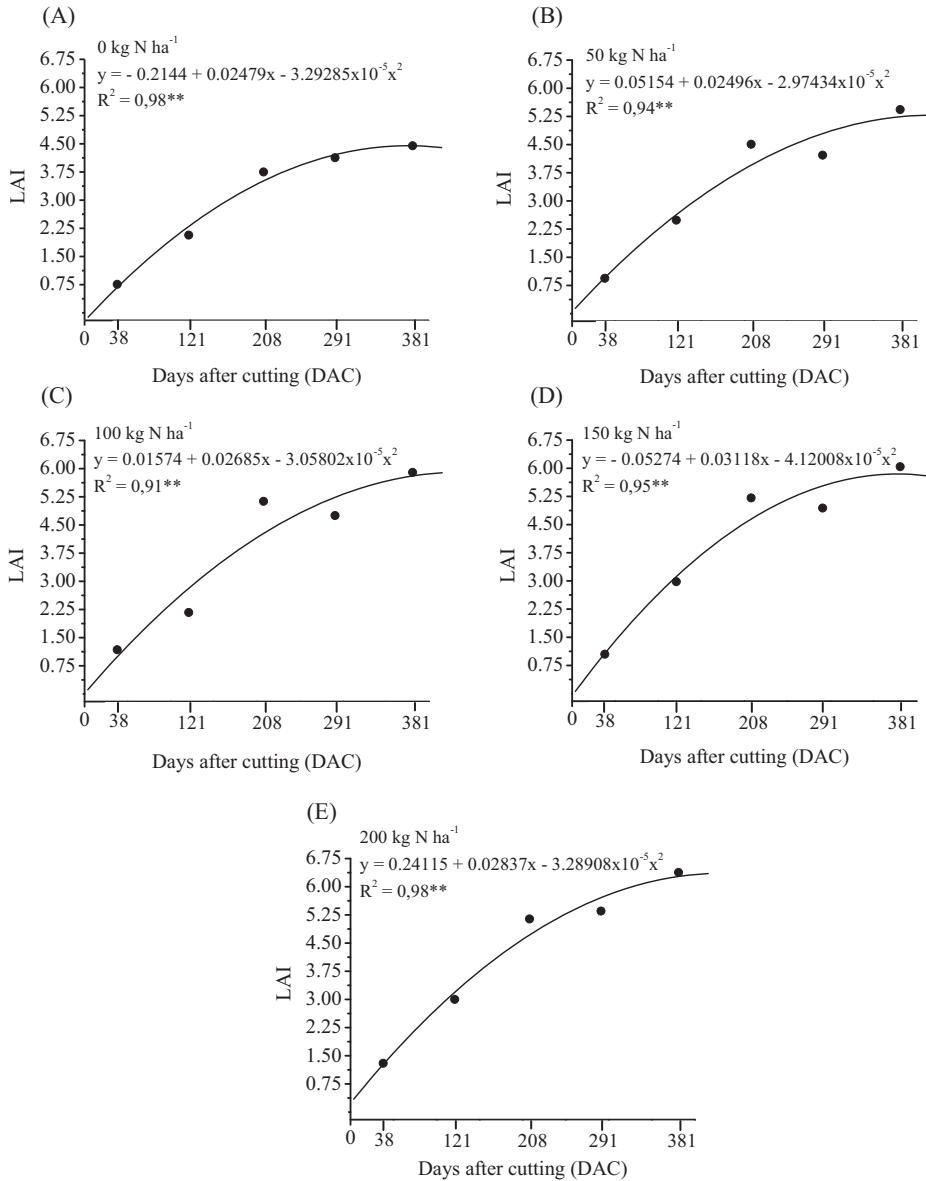 (A)
0 kg N ha⁻¹
y = - 0.2144 + 0.02479x - 3.29285x10⁻⁵x²
R² = 0,98**
6.75
6.00
5.25
4.50
3.75
3.00
2.25
1.50
0.75
LAI
0 38 121 208 291 381
Days after cutting (DAC)
(B)
50 kg N ha⁻¹
y = 0.05154 + 0.02496x - 2.97434x10⁻⁵x²
R² = 0,94**
6.75
6.00
5.25
4.50
3.75
3.00
2.25
1.50
0.75
LAI
0 38 121 208 291 381
Days after cutting (DAC)
(C)
100 kg N ha⁻¹
y = 0.01574 + 0.02685x - 3.05802x10⁻⁵x²
R² = 0,91**
6.75
6.00
5.25
4.50
3.75
3.00
2.25
1.50
0.75
LAI
0 38 121 208 291 381
Days after cutting (DAC)
(D)
150 kg N ha⁻¹
y = - 0.05274 + 0.03118x - 4.12008x10⁻⁵x²
R² = 0,95**
6.75
6.00
5.25
4.50
3.75
3.00
2.25
1.50
0.75
LAI
0 38 121 208 291 381
Days after cutting (DAC)
(E)
200 kg N ha⁻¹
y = 0.24115 + 0.02837x - 3.28908x10⁻⁵x²
R² = 0,98**
6.75
6.00
5.25
4.50
3.75
3.00
2.25
1.50
0.75
LAI
0 38 121 208 291 381
Days after cutting (DAC)